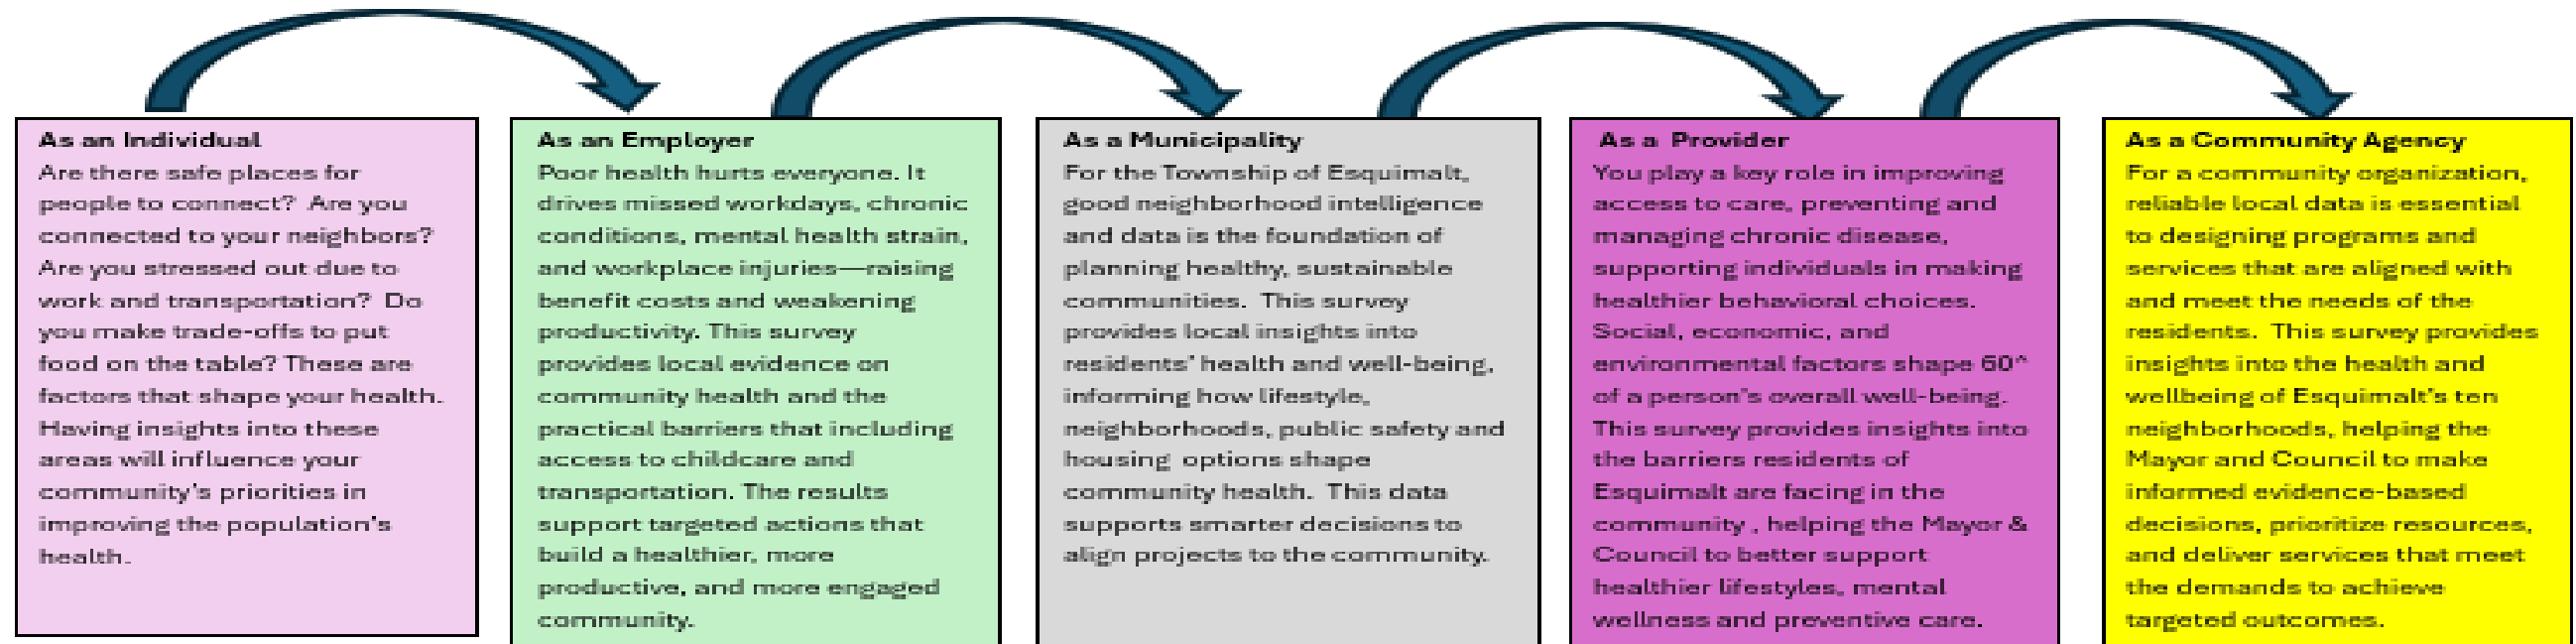 As an Individual
Are there safe places for
people to connect?  Are you
connected to your neighbors?
Are you stressed out due to
work and transportation?  Do
you make trade-offs to put
food on the table? These are
factors that shape your health.
Having insights into these
areas will influence your
community's priorities in
improving the population's
health.
As an Employer
Poor health hurts everyone. It
drives missed workdays, chronic
conditions, mental health strain,
and workplace injuries—raising
benefit costs and weakening
productivity. This survey
provides local evidence on
community health and the
practical barriers that including
access to childcare and
transportation. The results
support targeted actions that
build a healthier, more
productive, and more engaged
community.
As a Municipality
For the Township of Esquimalt,
good neighborhood intelligence
and data is the foundation of
planning healthy, sustainable
communities.  This survey
provides local insights into
residents' health and well-being,
informing how lifestyle,
neighborhoods, public safety and
housing  options shape
community health.  This data
supports smarter decisions to
align projects to the community.
As a  Provider
You play a key role in improving
access to care, preventing and
managing chronic disease,
supporting individuals in making
healthier behavioral choices.
Social, economic, and
environmental factors shape 60^
of a person's overall well-being.
This survey provides insights into
the barriers residents of
Esquimalt are facing in the
community , helping the Mayor &
Council to better support
healthier lifestyles, mental
wellness and preventive care.
As a Community Agency
For a community organization,
reliable local data is essential
to designing programs and
services that are aligned with
and meet the needs of the
residents.  This survey provides
insights into the health and
wellbeing of Esquimalt's ten
neighborhoods, helping the
Mayor and Council to make
informed evidence-based
decisions, prioritize resources,
and deliver services that meet
the demands to achieve
targeted outcomes.